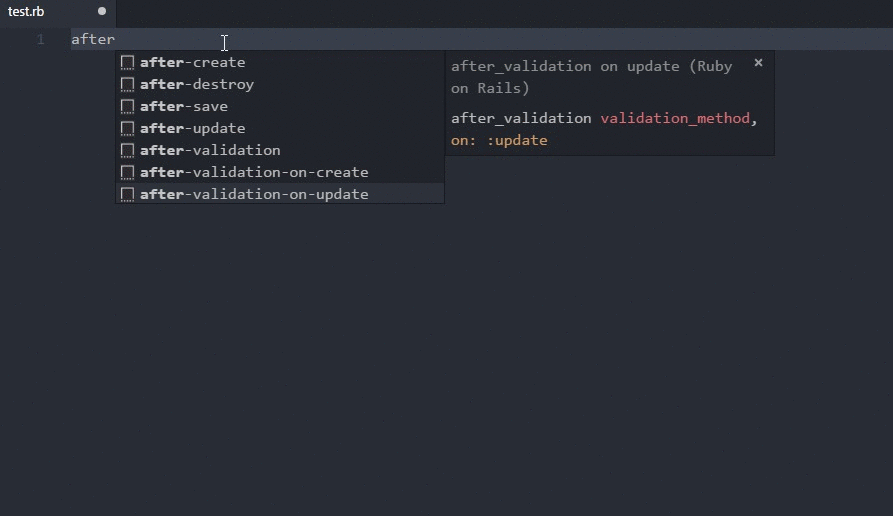 test.rb
1 after
after-create
after-destroy
after-save
after-update
after-validation
after-validation-on-create
after-validation-on-update
after_validation on update (Ruby
on Rails)
×
after_validation validation_method,
on: :update